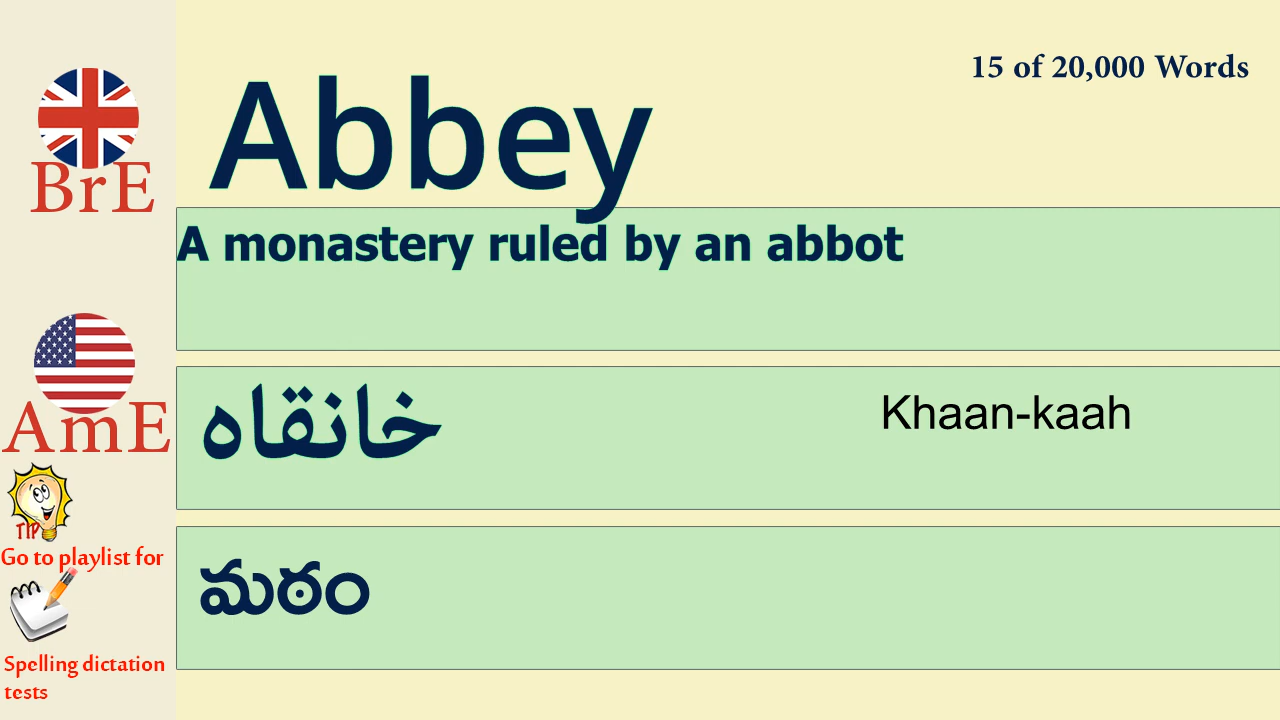 15 of 20,000 Words
Abbey
BrE
A monastery ruled by an abbot
AmE
خانقاہ
Khaan-kaah
TIP
Go to playlist for
మఠం
Spelling dictation
tests